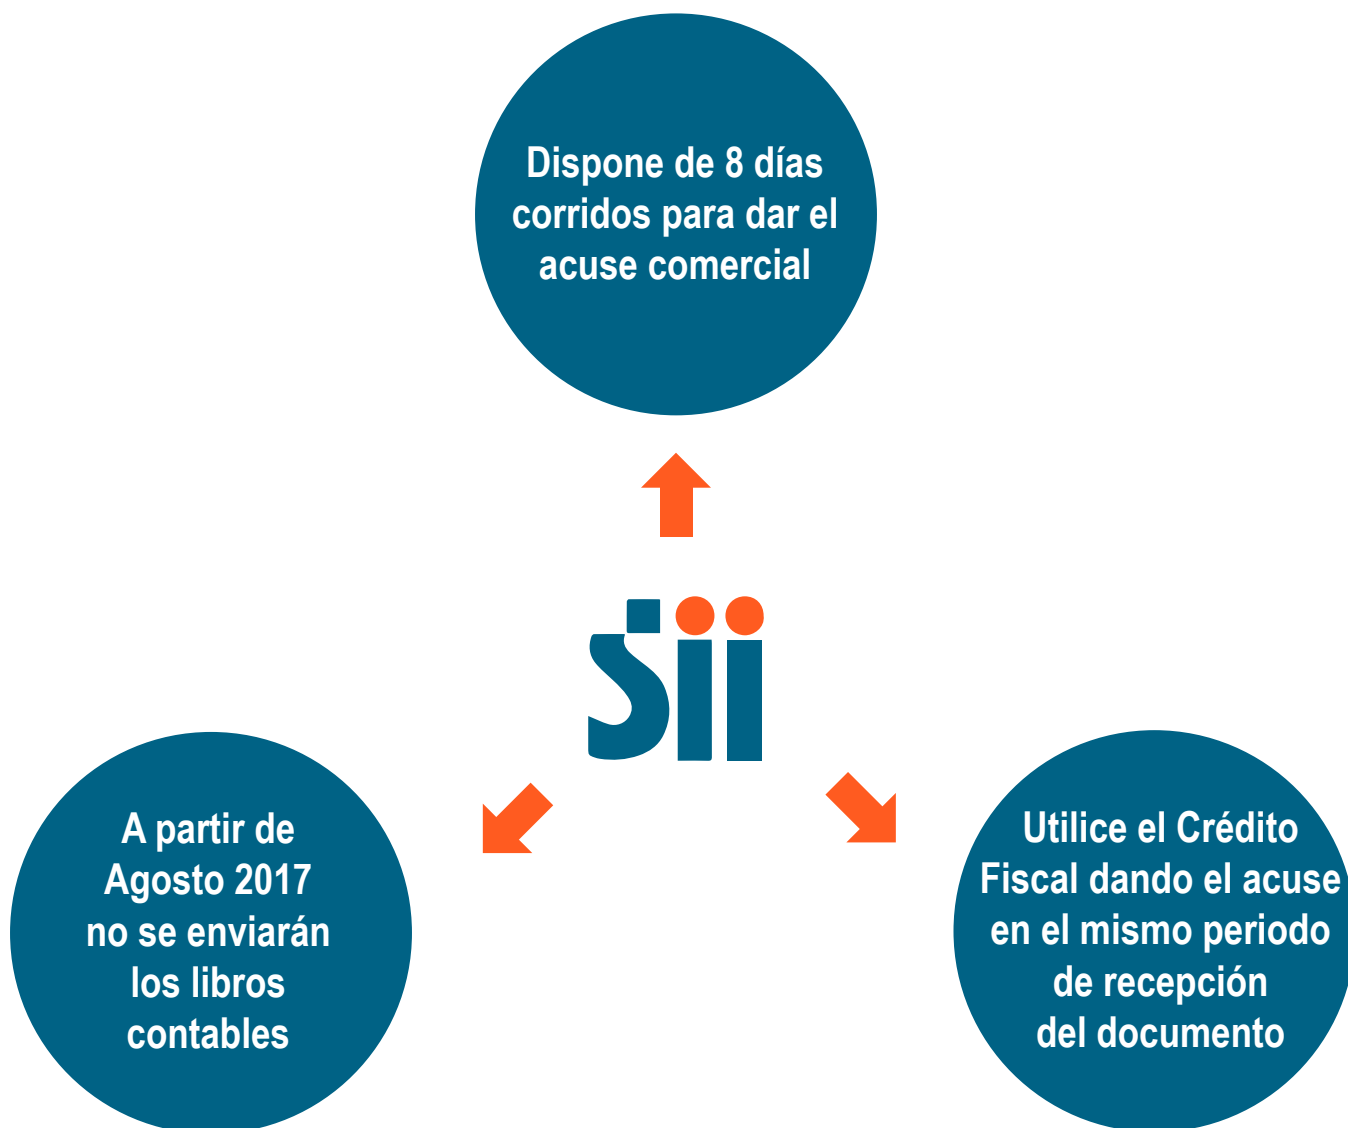 Dispone de 8 días
corridos para dar el
acuse comercial
sii
A partir de
Agosto 2017
no se enviarán
los libros
contables
Utilice el Crédito
Fiscal dando el acuse
en el mismo periodo
de recepción
del documento